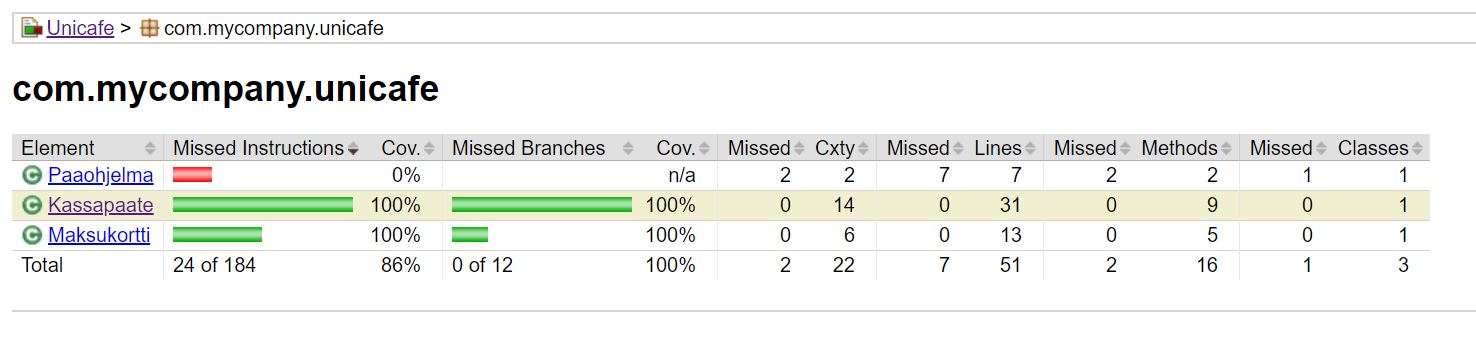 Unicafe > com.mycompany.unicafe
com.mycompany.unicafe
Element Missed Instructions Cov. Missed Branches Cov. Missed Cxty Missed Lines Missed Methods Missed Classes
C Paaohjelma 0% n/a 2 2 7 7 2 2 1 1
C Kassapaate 100% 100% 0 14 0 31 0 9 0 1
C Maksukortti 100% 100% 0 6 0 13 0 5 0 1
Total 24 of 184 86% 0 of 12 100% 2 22 7 51 2 16 1 3